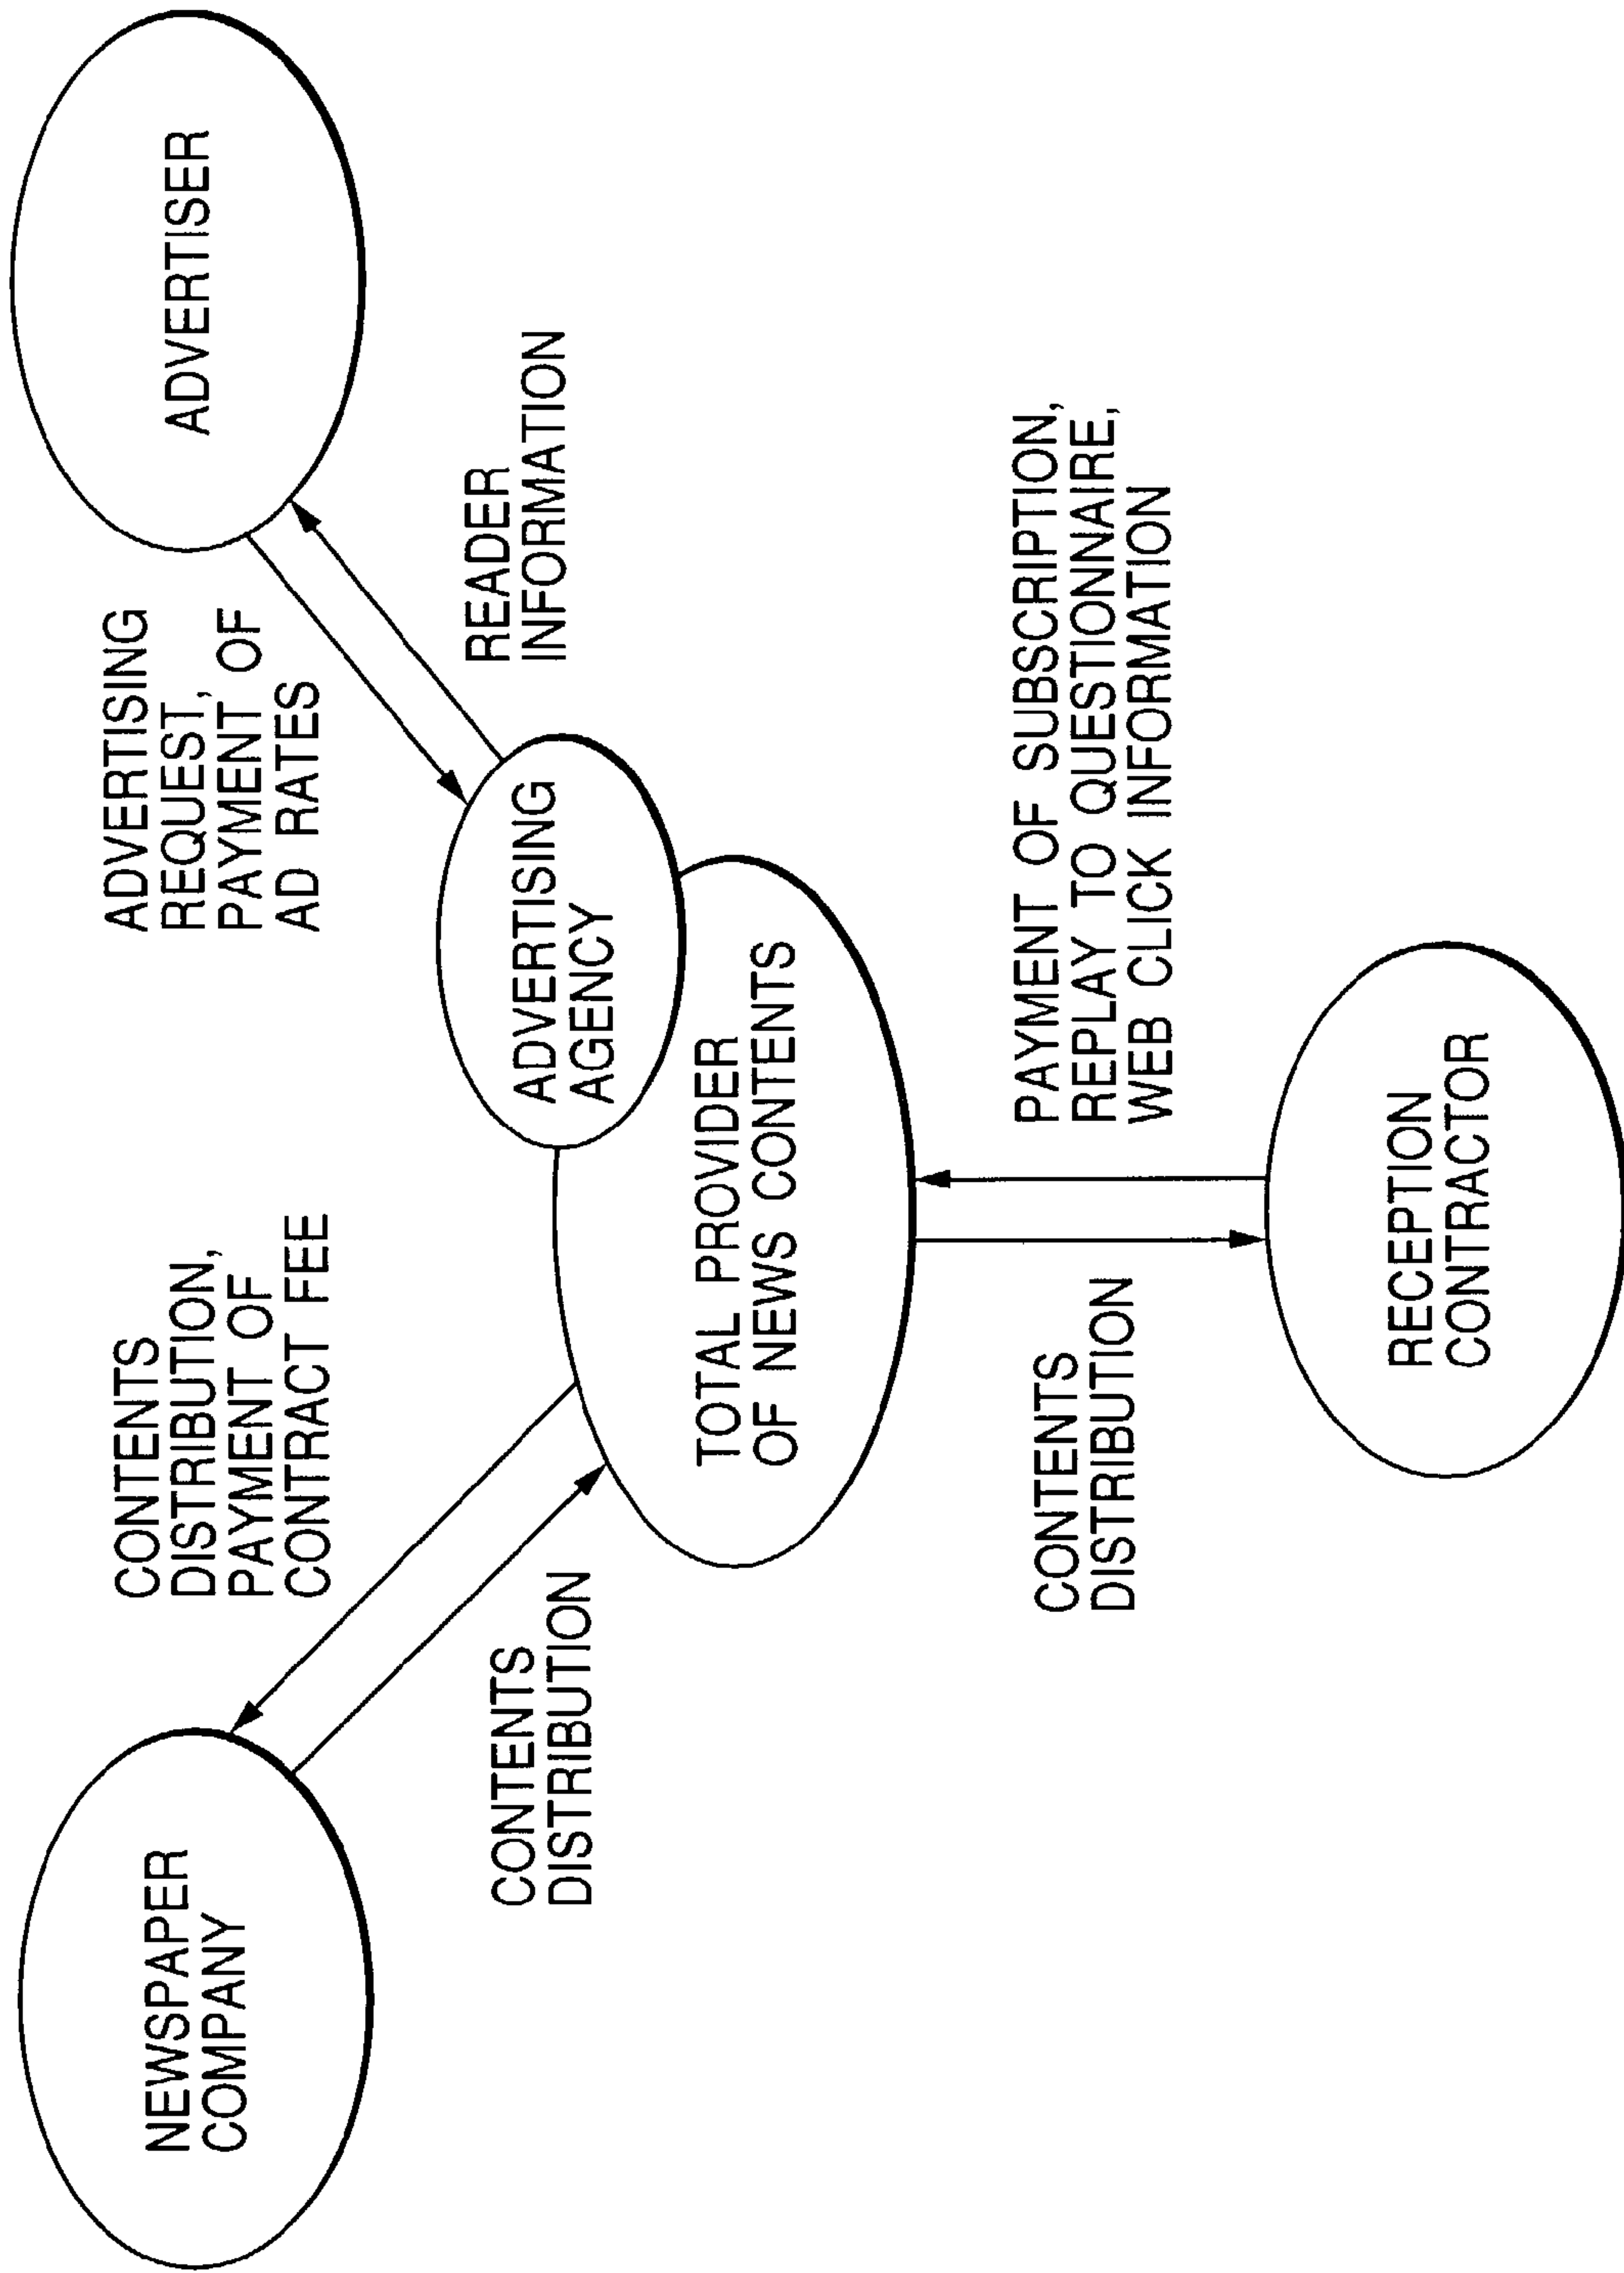 NEWSPAPER
COMPANY
CONTENTS
DISTRIBUTION,
PAYMENT OF
CONTRACT FEE
CONTENTS
DISTRIBUTION
ADVERTISING
REQUEST,
PAYMENT OF
AD RATES
ADVERTISER
READER
INFORMATION
ADVERTISING
AGENCY
TOTAL PROVIDER
OF NEWS CONTENTS
CONTENTS
DISTRIBUTION
PAYMENT OF SUBSCRIPTION,
REPLAY TO QUESTIONNAIRE,
WEB CLICK INFORMATION
RECEPTION
CONTRACTOR